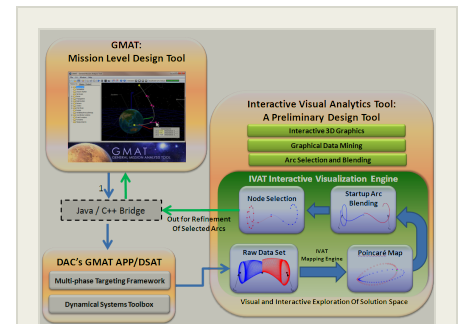 GMAT:
Mission Level Design Tool
GMAT
GENERAL MISSION ANALYSIS TOOL
1
Java / C++ Bridge
DAC's GMAT APP/DSAT
Multi-phase Targeting Framework
Dynamical Systems Toolbox
Interactive Visual Analytics Tool:
A Preliminary Design Tool
Interactive 3D Graphics
Graphical Data Mining
Arc Selection and Blending
IVAT Interactive Visualization Engine
Node Selection
Startup Arc
Blending
Out for Refinement
Of Selected Arcs
Raw Data Set
IVAT
Mapping Engine
Poincaré Map
Visual and Interactive Exploration Of Solution Space